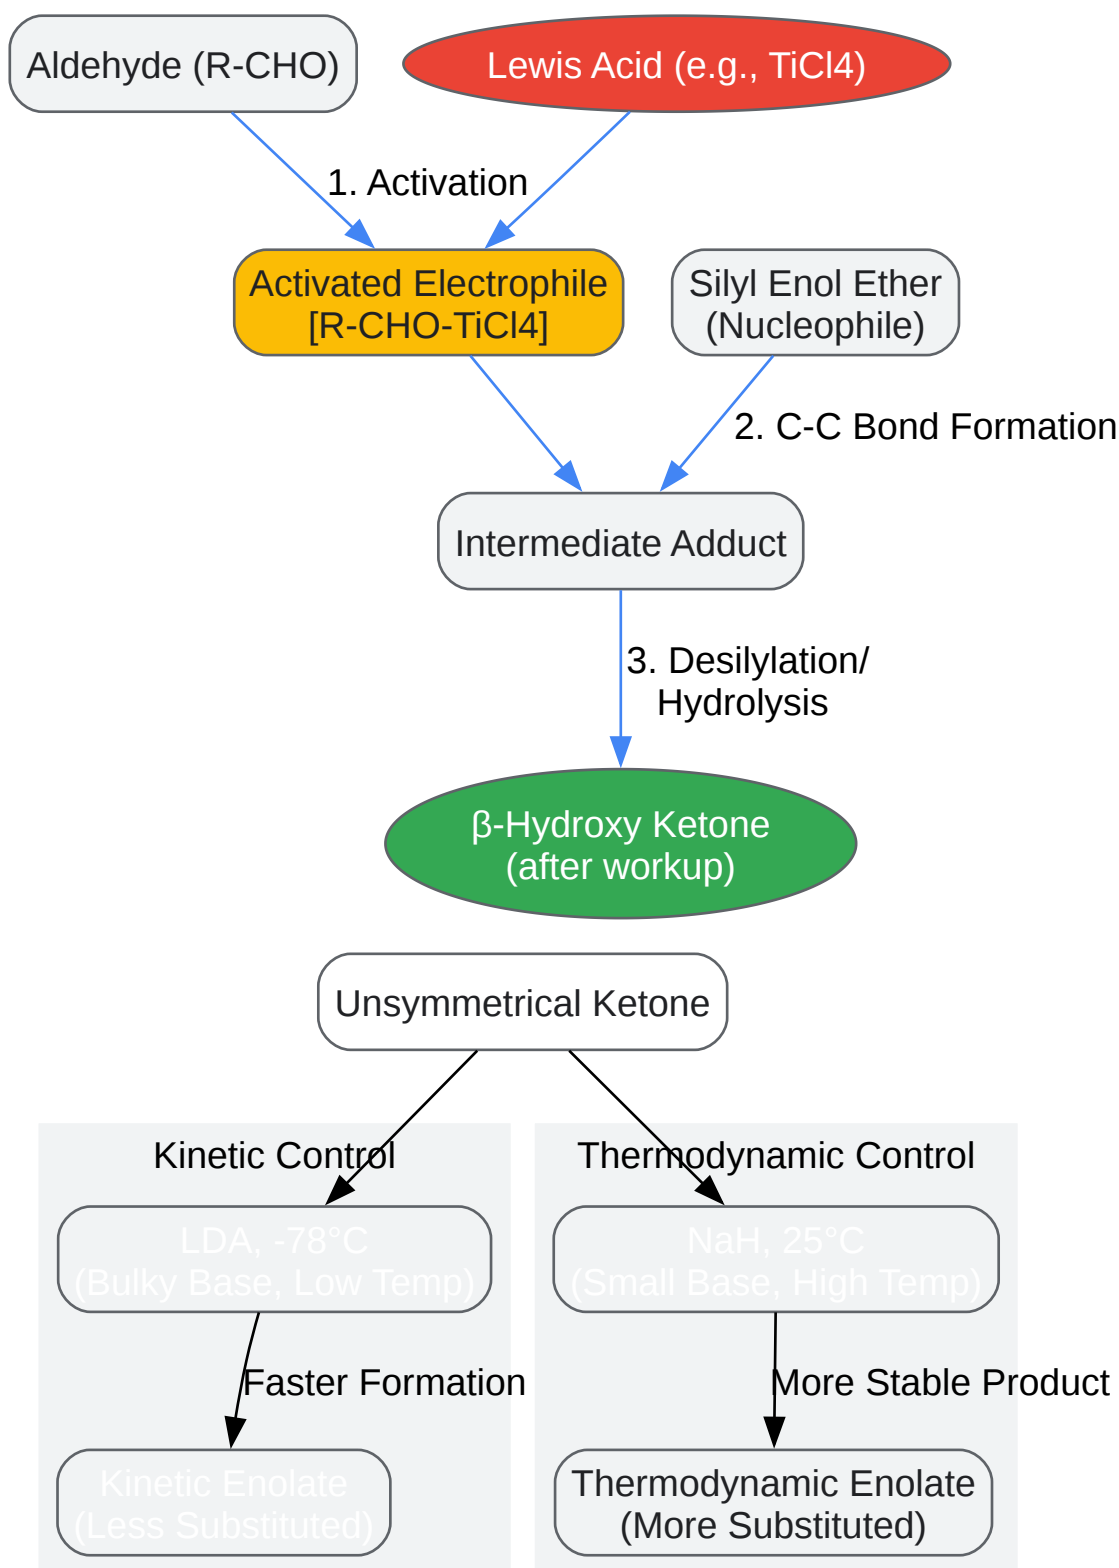 Aldehyde (R-CHO)
Lewis Acid (e.g., TiCl4)
1. Activation
Activated Electrophile
[R-CHO-TiCl4]
Silyl Enol Ether
(Nucleophile)
2. C-C Bond Formation
Intermediate Adduct
3. Desilylation/
Hydrolysis
β-Hydroxy Ketone
(after workup)
Unsymmetrical Ketone
Kinetic Control
LDA, -78°C
(Bulky Base, Low Temp)
Faster Formation
Kinetic Enolate
(Less Substituted)
Thermodynamic Control
NaH, 25°C
(Small Base, High Temp)
More Stable Product
Thermodynamic Enolate
(More Substituted)